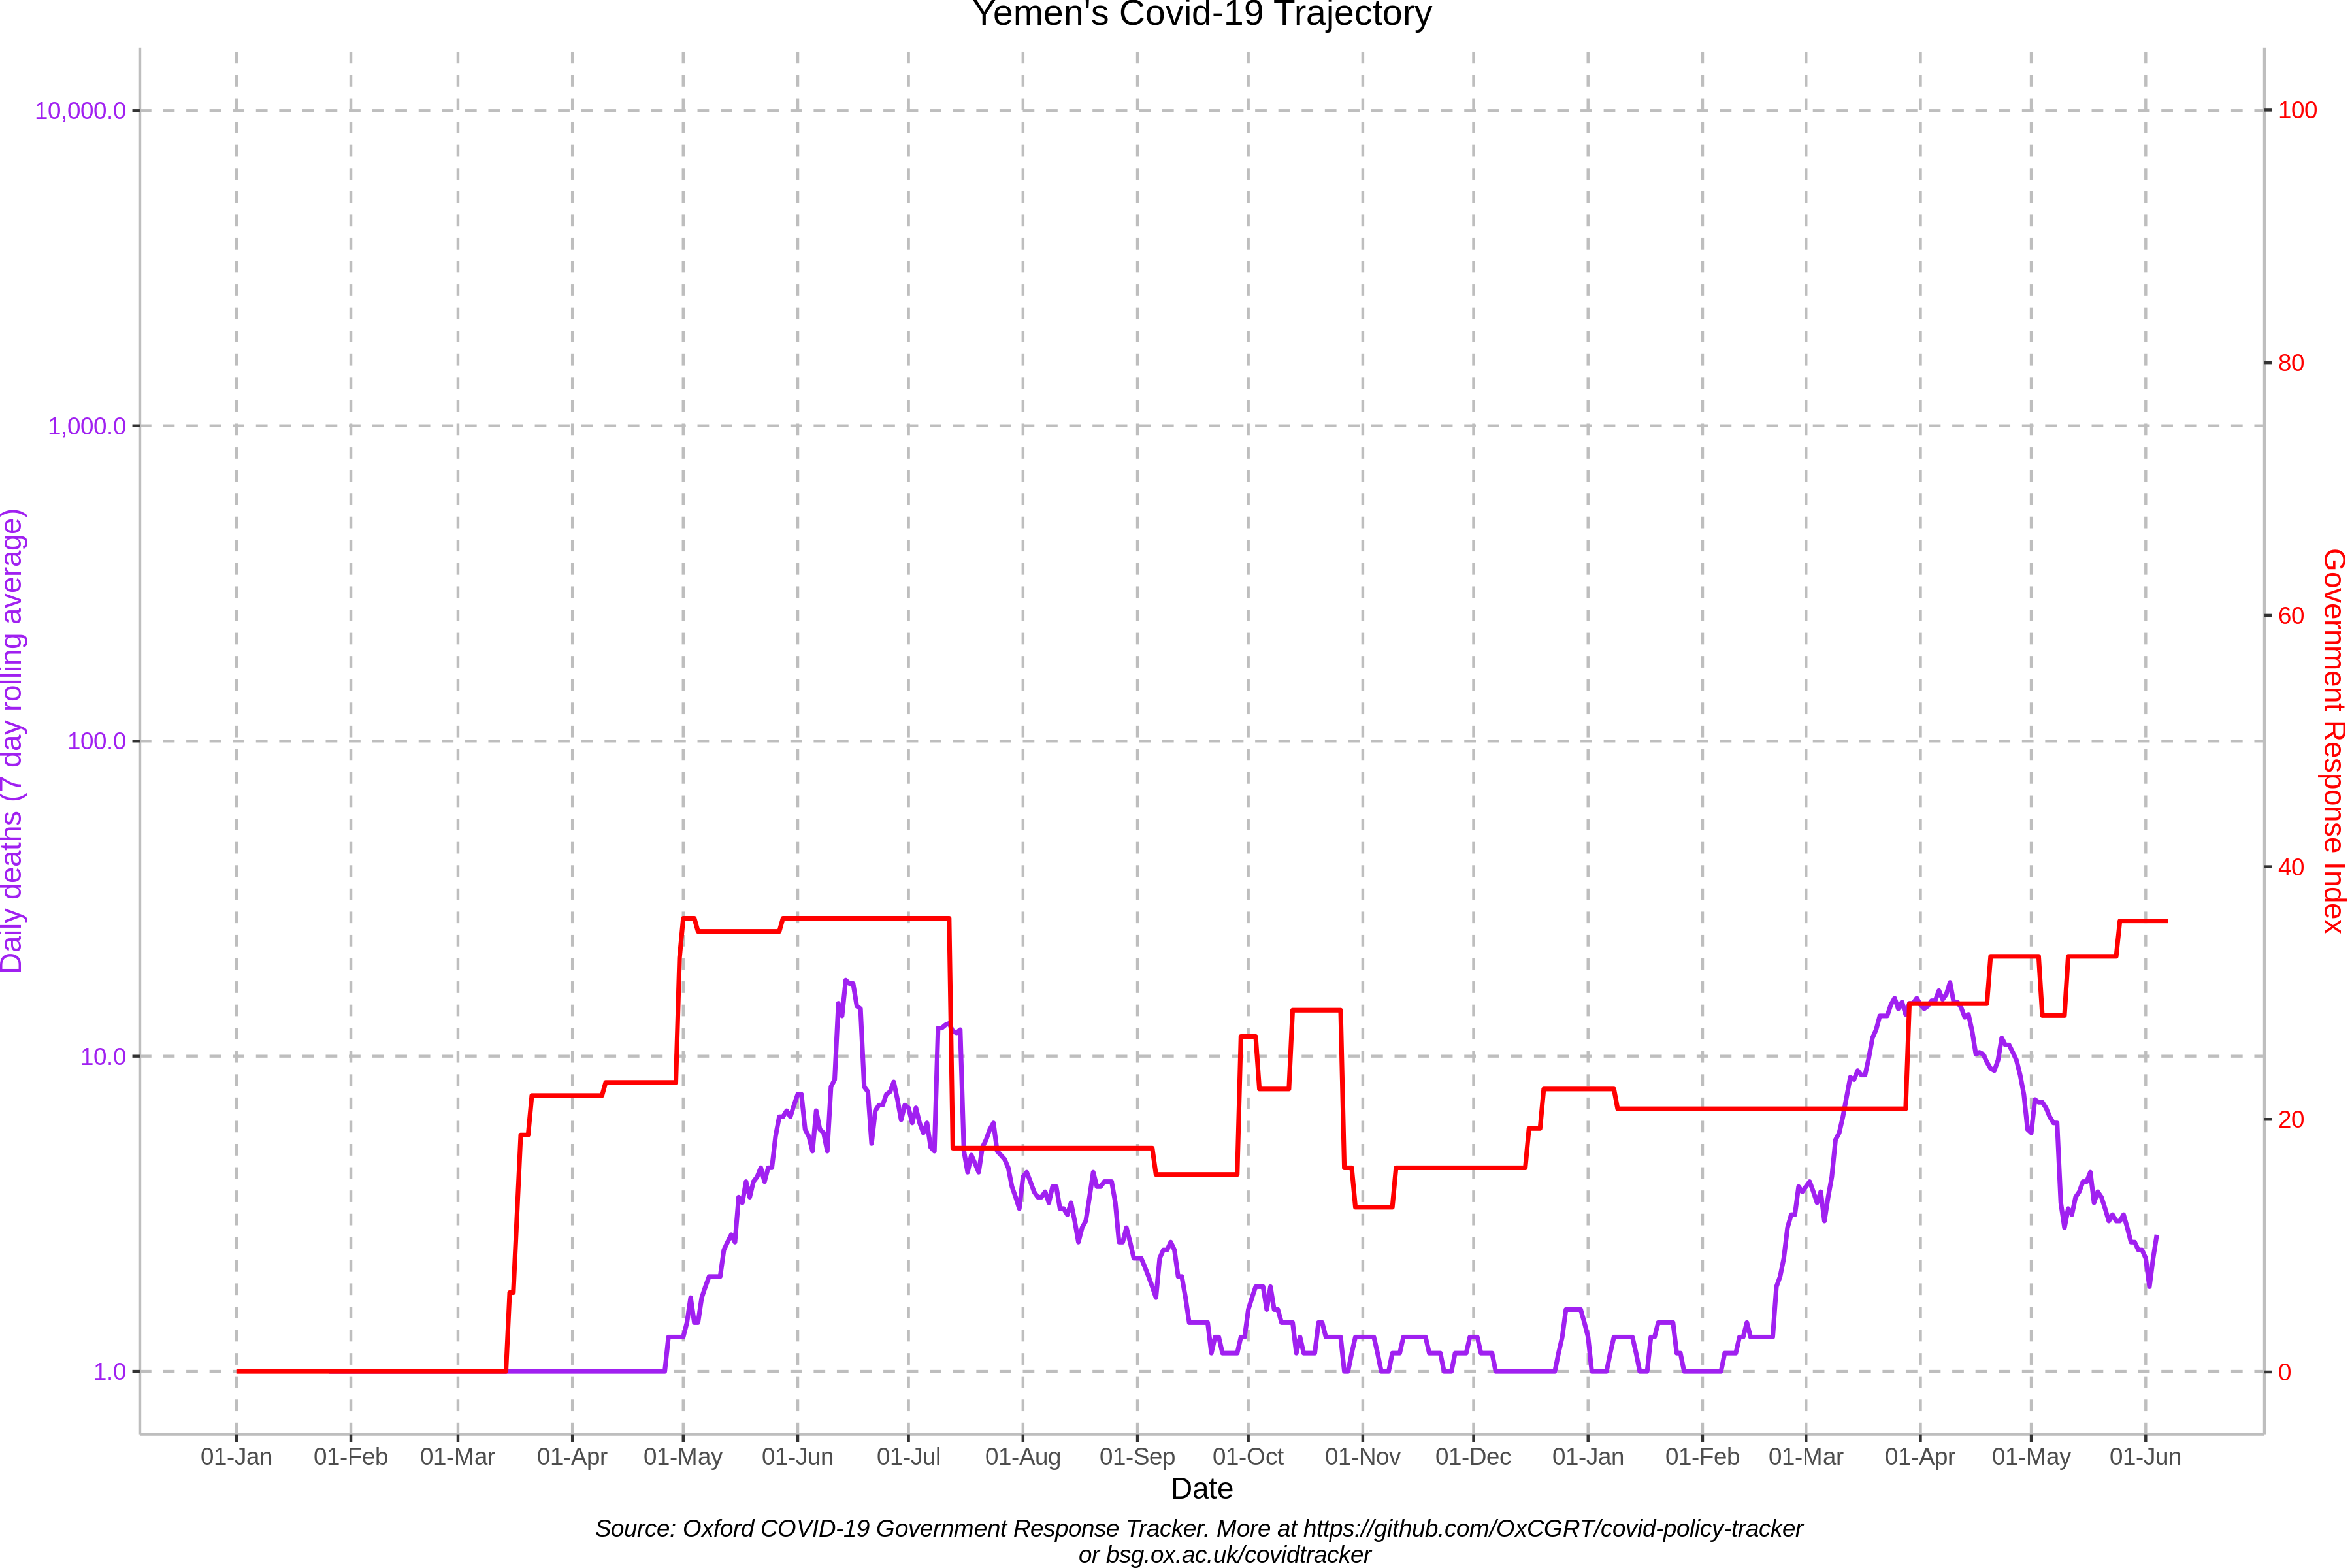 Yemen's Covid-19 Trajectory
10,000.0
1,000.0
100.0
10.0
1.0
Daily deaths (7 day rolling average)
100
80
60
40
20
0
Government Response Index
01-Jan 01-Feb 01-Mar 01-Apr 01-May 01-Jun 01-Jul 01-Aug 01-Sep 01-Oct 01-Nov 01-Dec 01-Jan 01-Feb 01-Mar 01-Apr 01-May 01-Jun
Date
Source: Oxford COVID-19 Government Response Tracker. More at https://github.com/OxCGRT/covid-policy-tracker
or bsg.ox.ac.uk/covidtracker